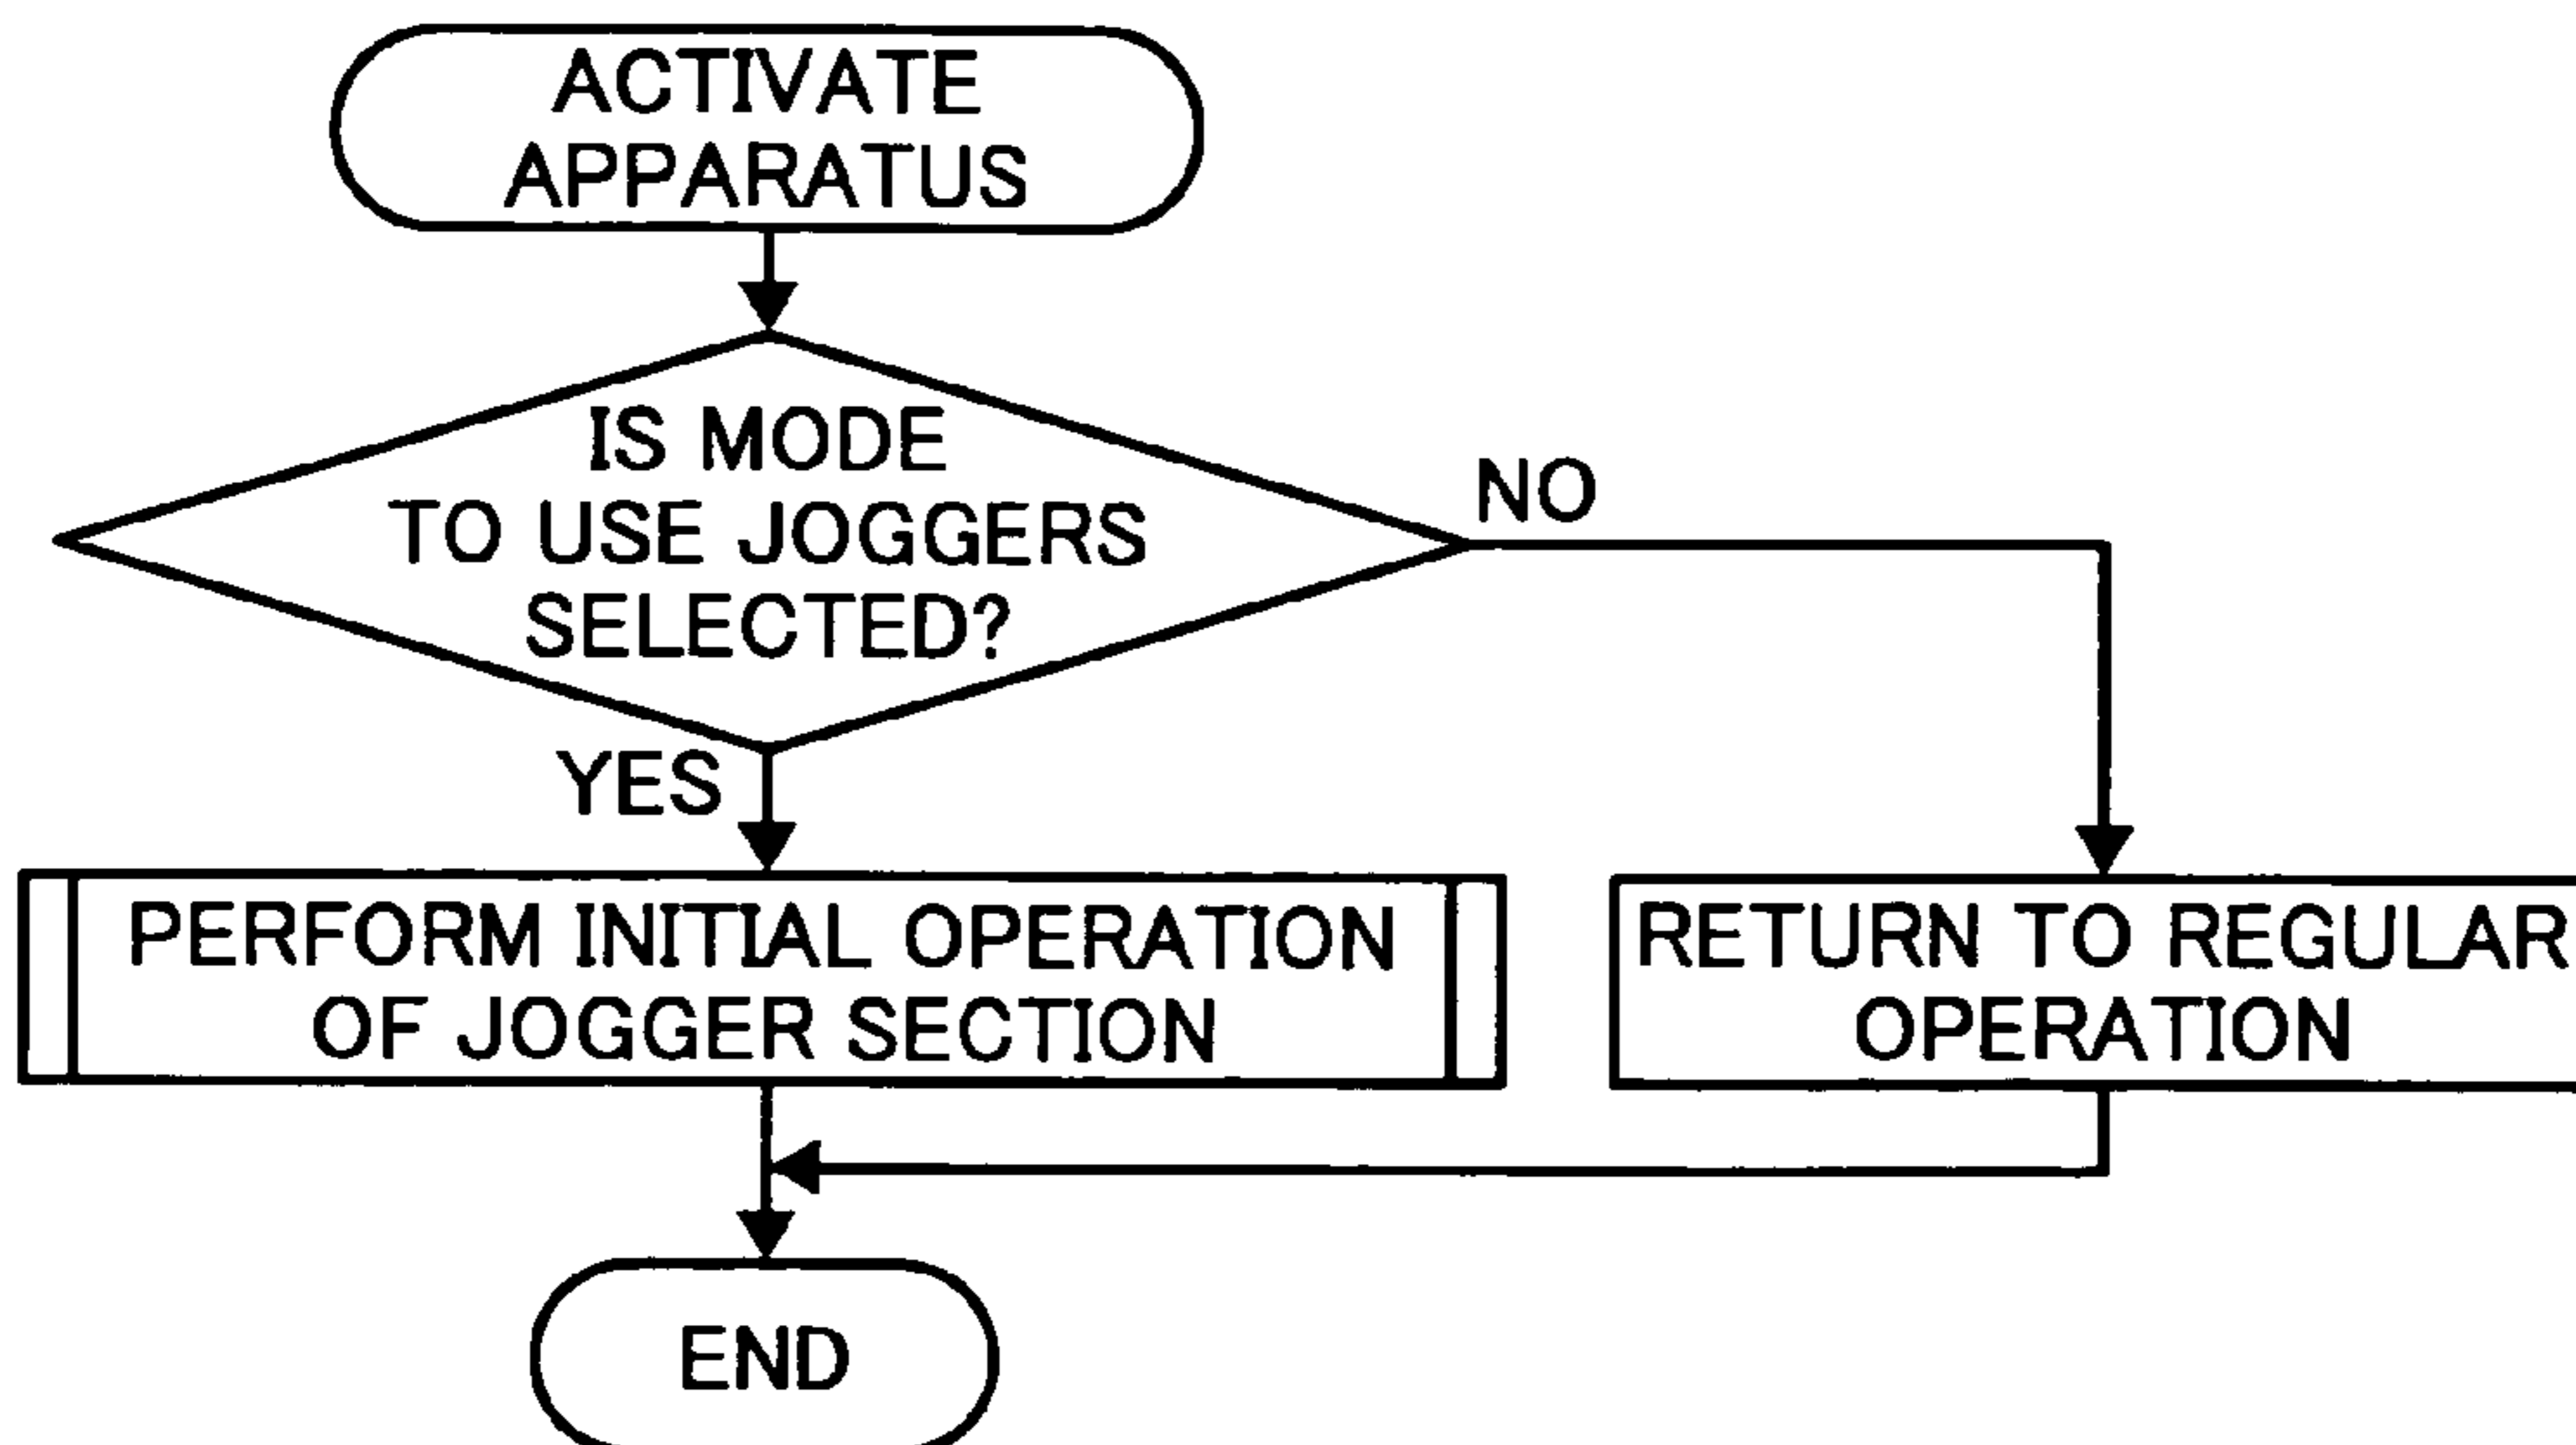 ACTIVATE
APPARATUS
IS MODE
TO USE JOGGERS
SELECTED?
NO
YES
PERFORM INITIAL OPERATION
OF JOGGER SECTION
RETURN TO REGULAR
OPERATION
END